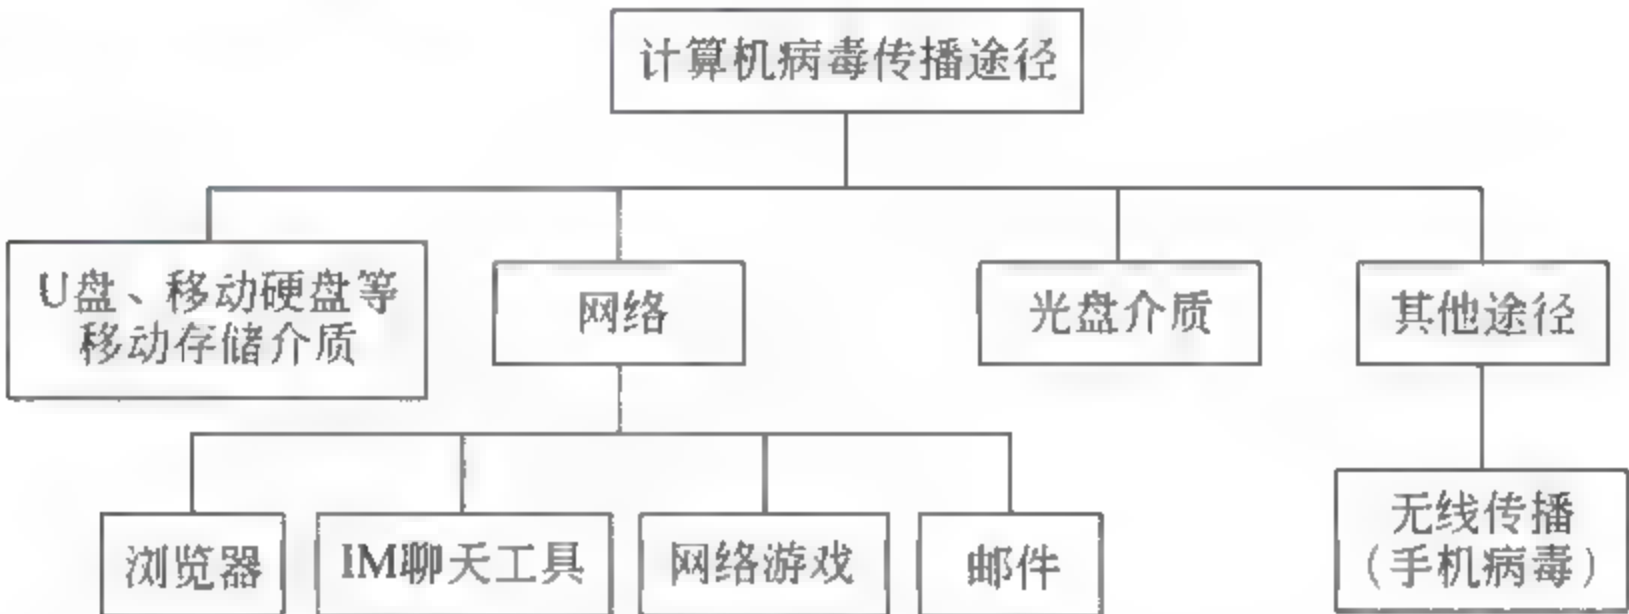 计算机病毒传播途径
U盘、移动硬盘等
移动存储介质
网络
光盘介质
其他途径
浏览器
IM聊天工具
网络游戏
邮件
无线传播
(手机病毒)